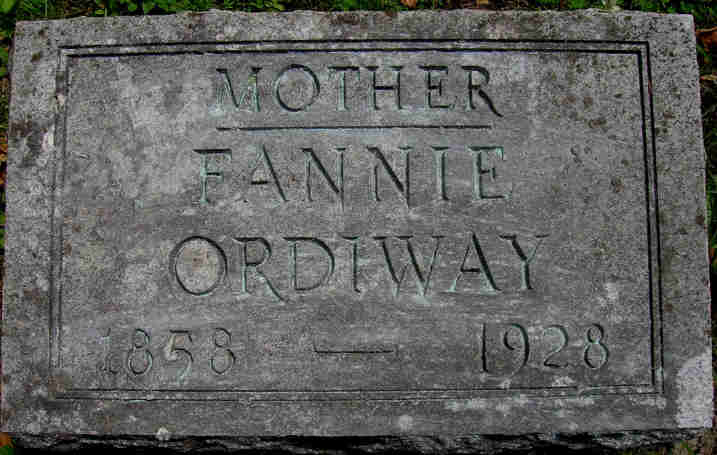 MOTHER
FANNIE
ORDIWAY
1858 — 1928